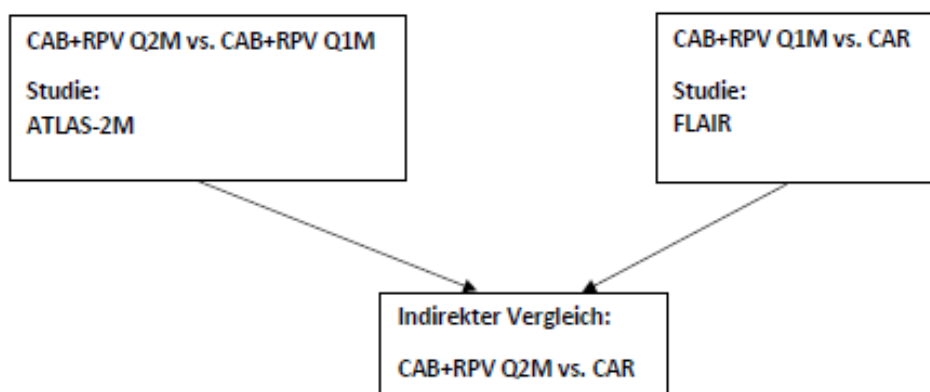 CAB+RPV Q2M vs. CAB+RPV Q1M
Studie:
ATLAS-2M
CAB+RPV Q1M vs. CAR
Studie:
FLAIR
Indirekter Vergleich:
CAB+RPV Q2M vs. CAR